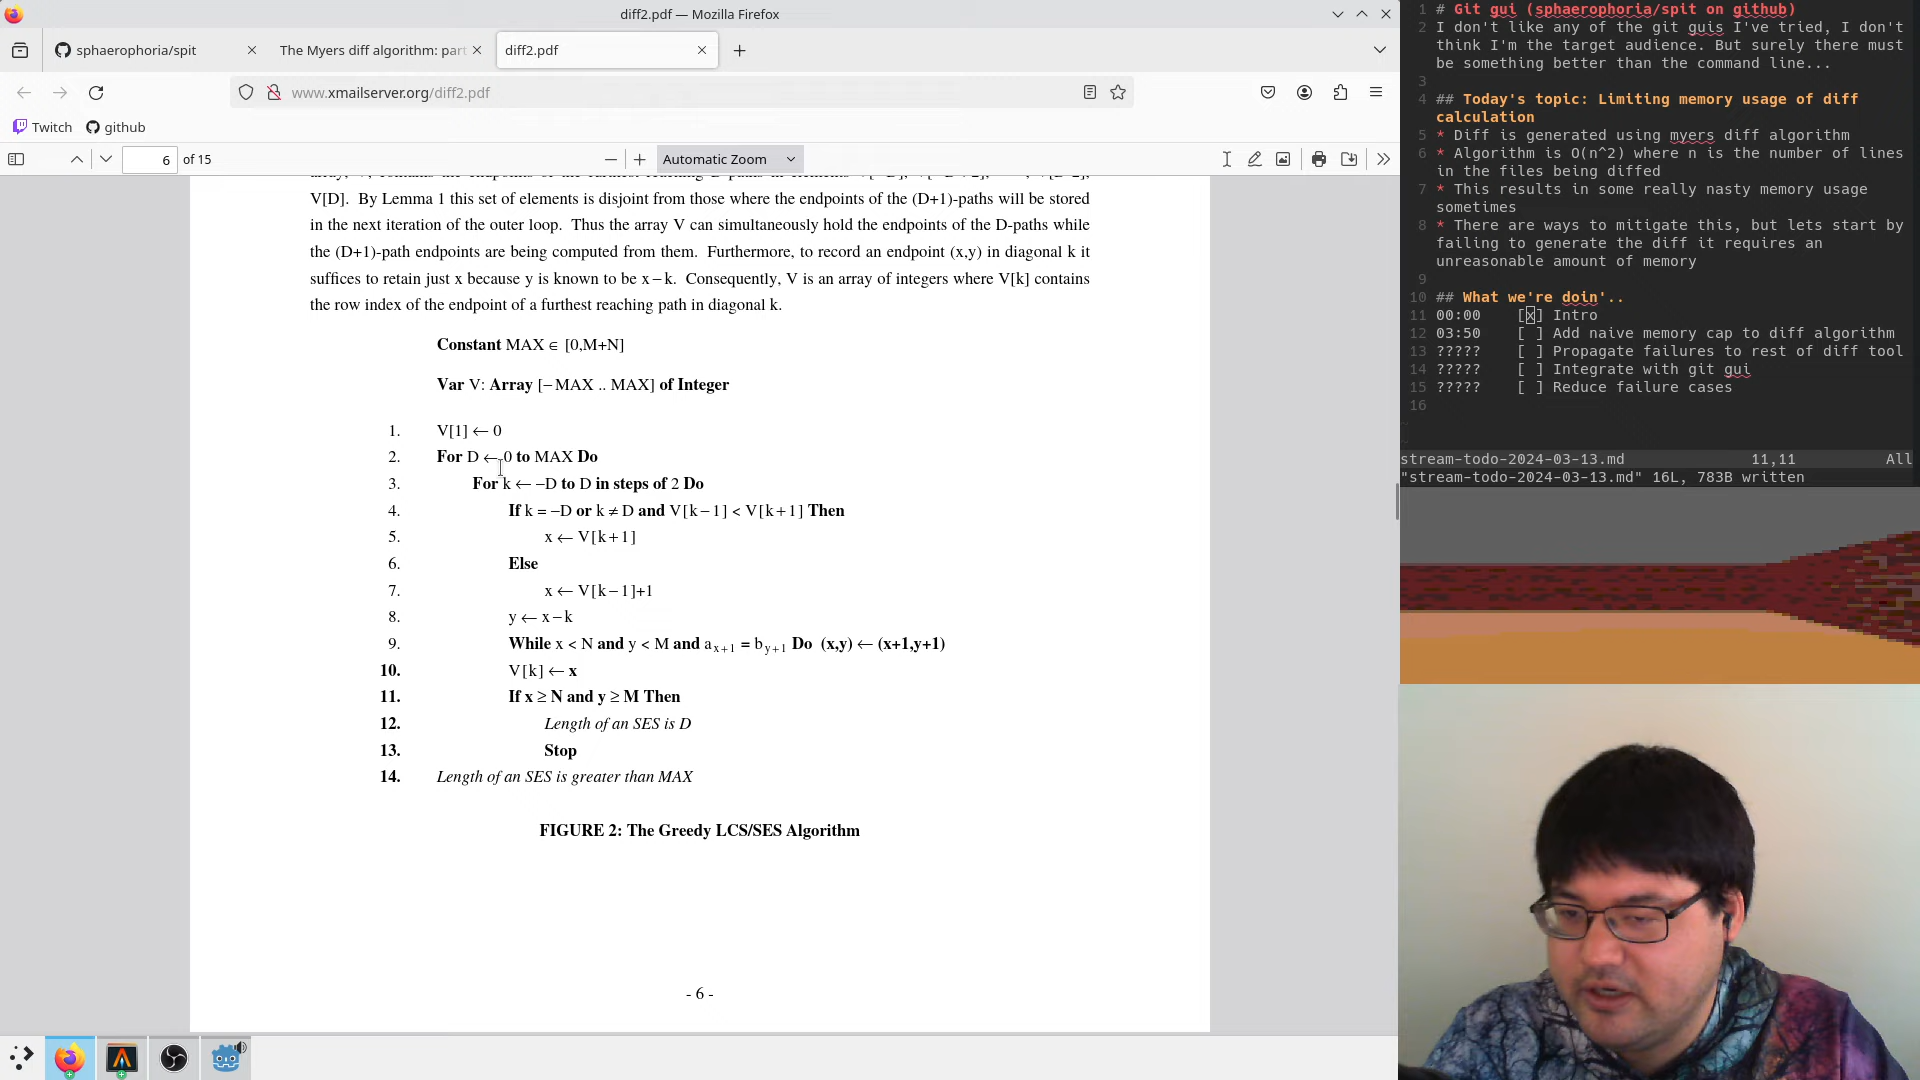 diff2.pdf — Mozilla Firefox
sphaerophoria/spit
The Myers diff algorithm: part
diff2.pdf
www.xmailserver.org/diff2.pdf
Twitch
github
6
of 15
Automatic Zoom
V[D]. By Lemma 1 this set of elements is disjoint from those where the endpoints of the (D+1)-paths will be stored
in the next iteration of the outer loop. Thus the array V can simultaneously hold the endpoints of the D-paths while
the (D+1)-path endpoints are being computed from them. Furthermore, to record an endpoint (x,y) in diagonal k it
suffices to retain just x because y is known to be x − k. Consequently, V is an array of integers where V[k] contains
the row index of the endpoint of a furthest reaching path in diagonal k.
Constant MAX ∈ [0,M+N]
Var V: Array [− MAX .. MAX] of Integer
1. V[1] ← 0
2. For D ← 0 to MAX Do
3. For k ← −D to D in steps of 2 Do
4. If k = −D or k ≠ D and V[k − 1] < V[k + 1] Then
5. x ← V[k + 1]
6. Else
7. x ← V[k − 1]+1
8. y ← x − k
9. While x < N and y < M and a x + 1 = b y + 1 Do (x,y) ← (x+1,y+1)
10. V[k] ← x
11. If x ≥ N and y ≥ M Then
12. Length of an SES is D
13. Stop
14. Length of an SES is greater than MAX
FIGURE 2: The Greedy LCS/SES Algorithm
- 6 -
1 # Git gui (sphaerophoria/spit on github)
2 I don't like any of the git guis I've tried, I don't
think I'm the target audience. But surely there must
be something better than the command line...
3
4 ## Today's topic: Limiting memory usage of diff
calculation
5 * Diff is generated using myers diff algorithm
6 * Algorithm is O(n^2) where n is the number of lines
in the files being diffed
7 * This results in some really nasty memory usage
sometimes
8 * There are ways to mitigate this, but lets start by
failing to generate the diff it requires an
unreasonable amount of memory
9
10 ## What we're doin'..
11 00:00 [x] Intro
12 03:50 [ ] Add naive memory cap to diff algorithm
13 ????? [ ] Propagate failures to rest of diff tool
14 ????? [ ] Integrate with git gui
15 ????? [ ] Reduce failure cases
16
~
~
stream-todo-2024-03-13.md 11,11 All
"stream-todo-2024-03-13.md" 16L, 783B written